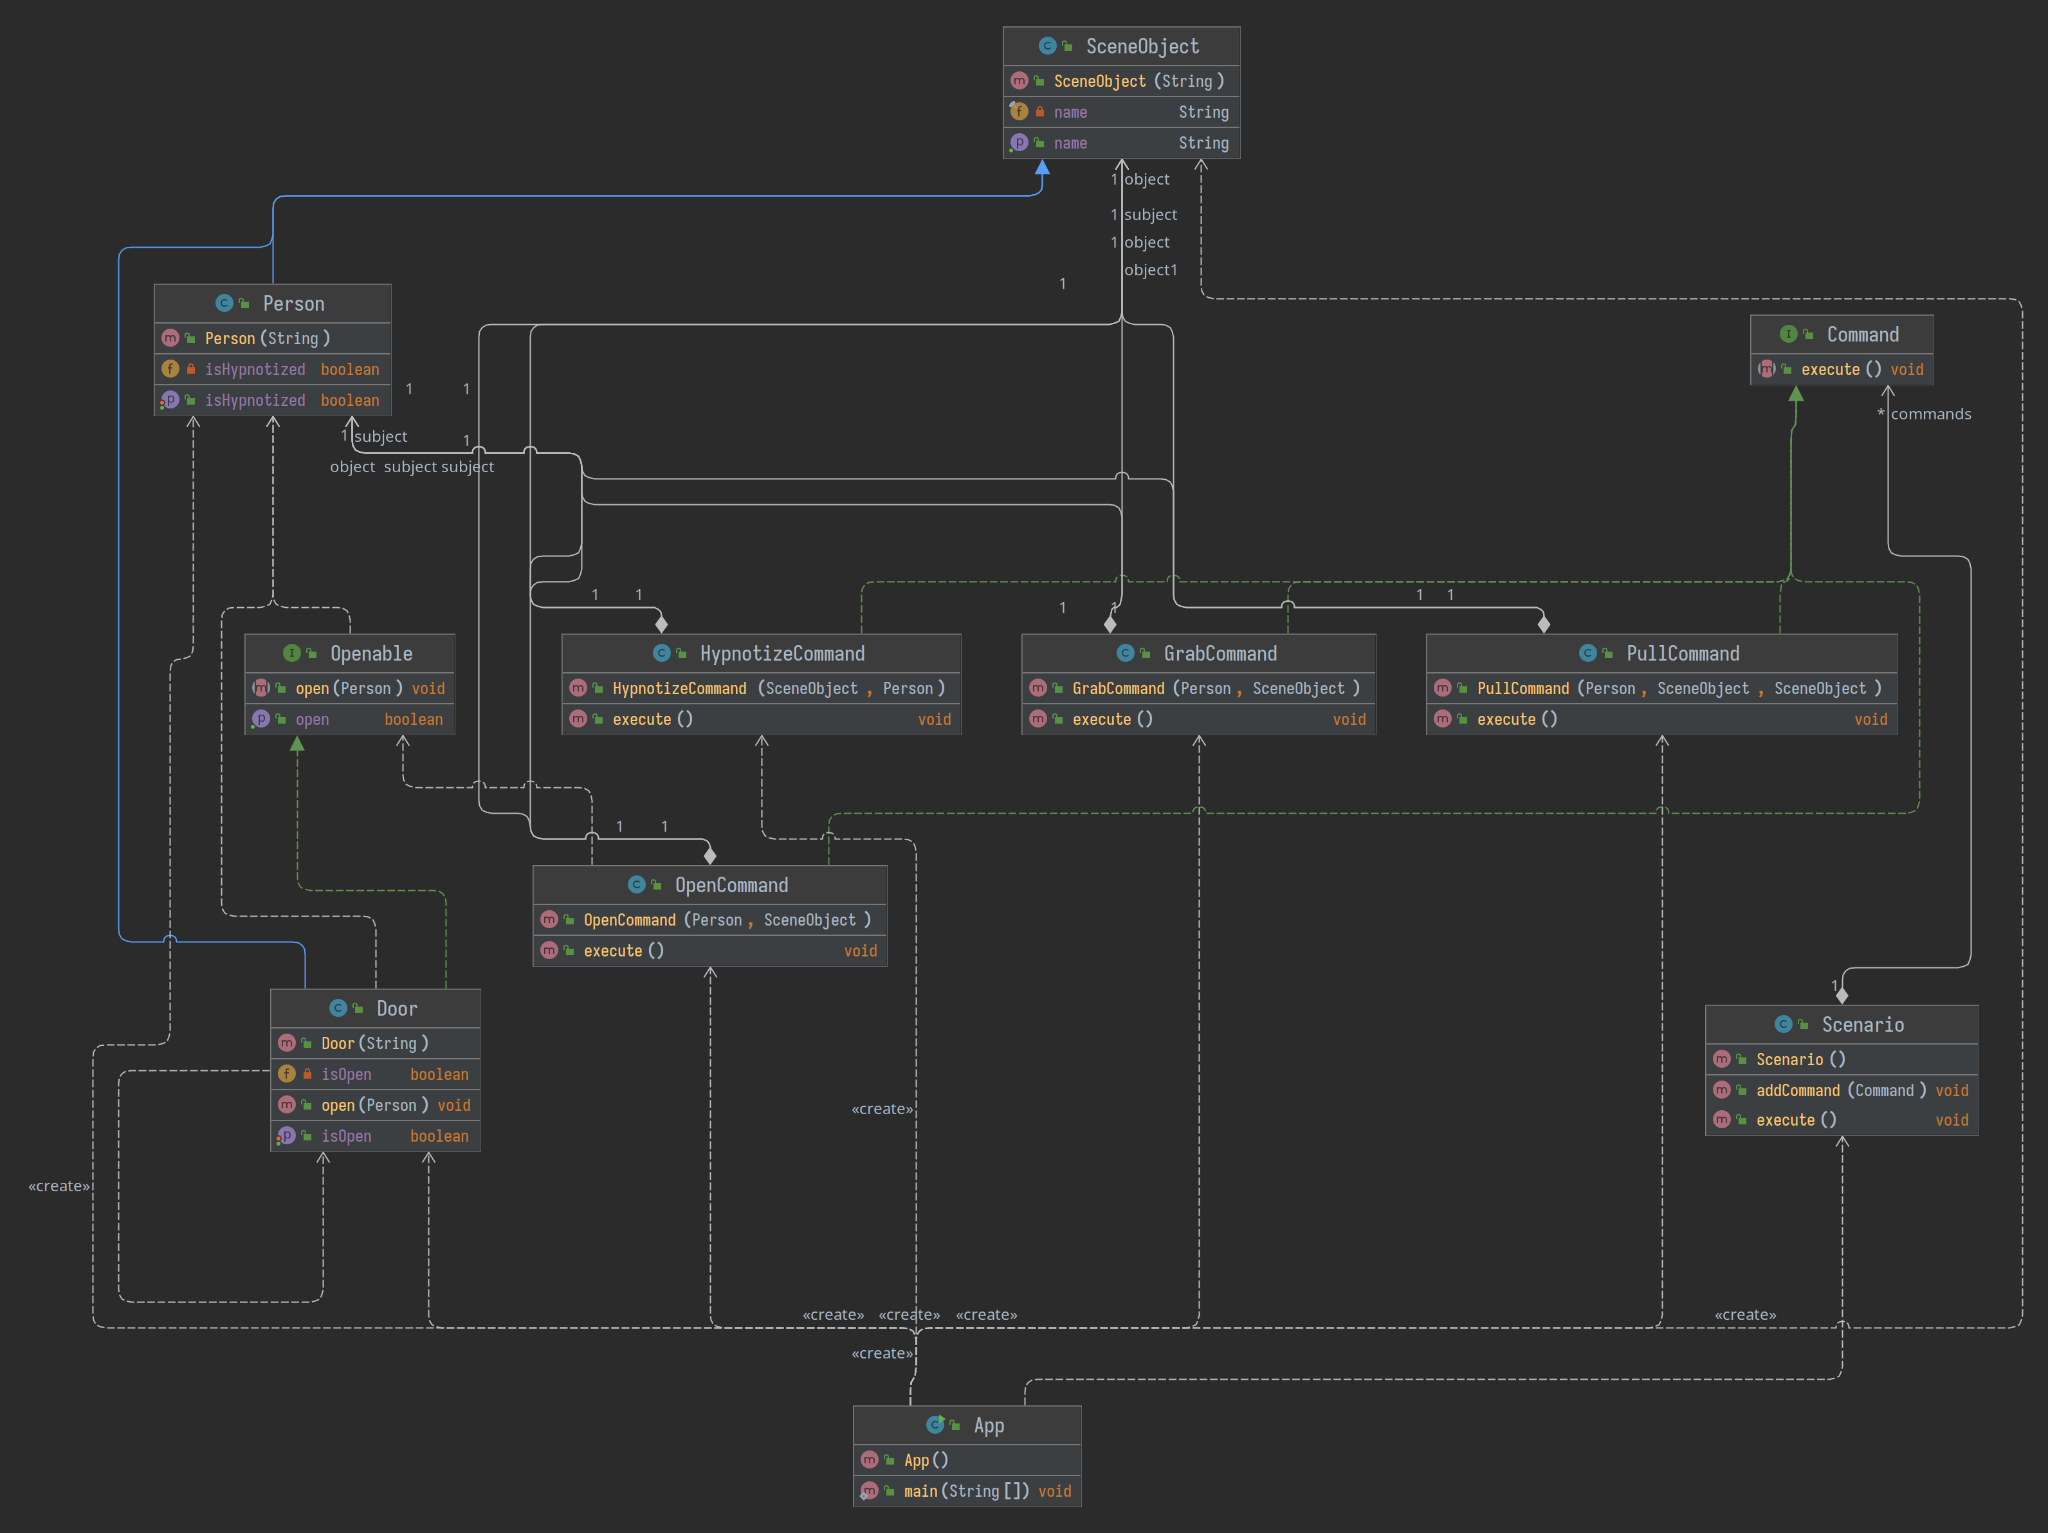 SceneObject
SceneObject (String)
name String
name String
1 object
1 subject
1 object
object1
1
Person
Person (String)
isHypnotized boolean
isHypnotized boolean
1 1
1 subject 1
object subject subject
Command
execute () void
* commands
1 1
1 1
1 1
Openable
open (Person) void
open boolean
HypnotizeCommand
HypnotizeCommand (SceneObject , Person)
execute () void
GrabCommand
GrabCommand (Person , SceneObject)
execute () void
PullCommand
PullCommand (Person , SceneObject , SceneObject)
execute () void
1 1
OpenCommand
OpenCommand (Person , SceneObject)
execute () void
Door
Door (String)
isOpen boolean
open (Person) void
isOpen boolean
1
Scenario
Scenario ()
addCommand (Command) void
execute () void
«create»
«create»
«create» «create» «create» «create»
«create»
App
App ()
main (String []) void